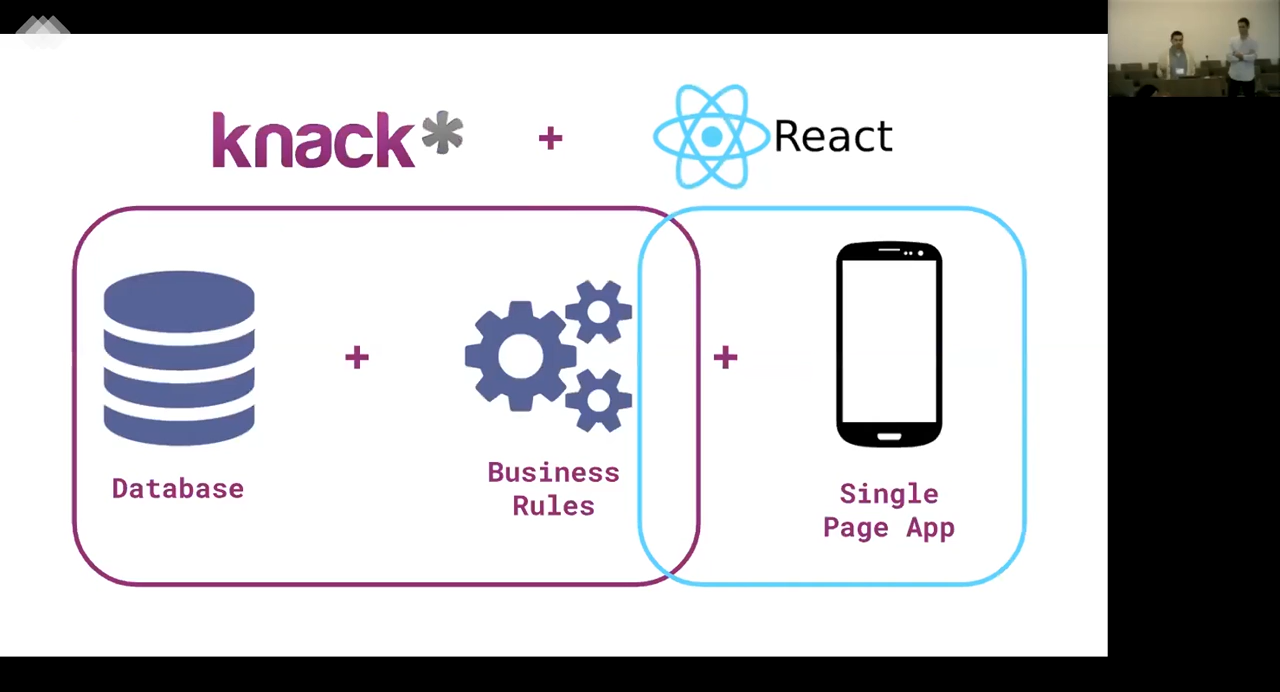 knack*
+
React
+
+
Database
Business
Rules
Single
Page App